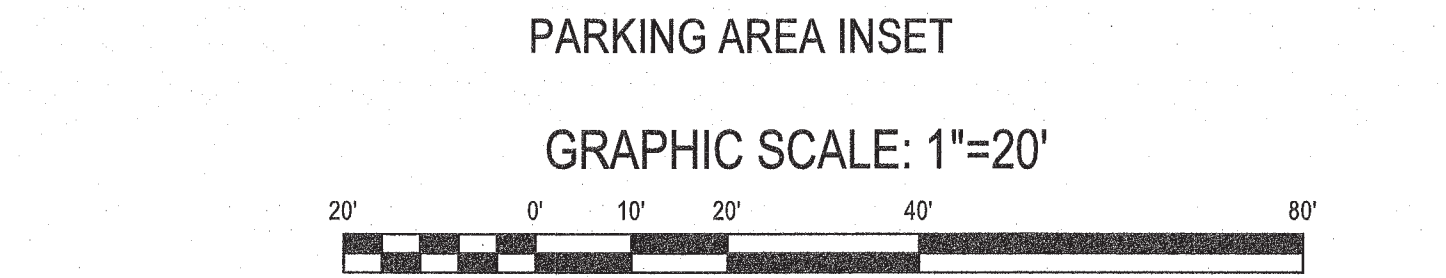 PARKING AREA INSET
GRAPHIC SCALE: 1"=20'
20' 0' 10' 20' 40' 80'